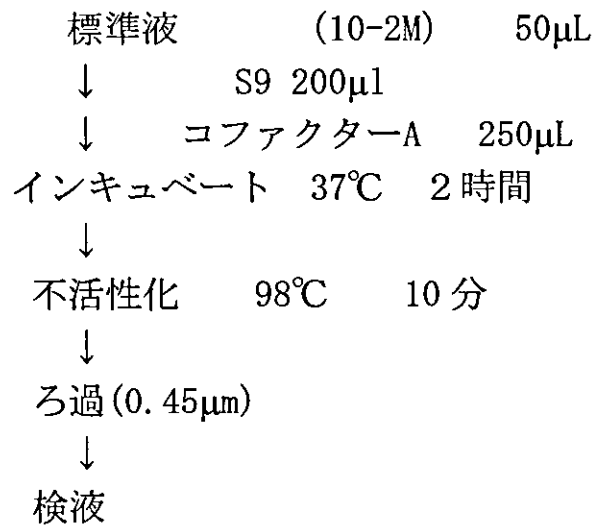 標準液 (10-2M) 50μL
↓ S9 200μl
↓ コファクターA 250μL
インキュベート 37℃ 2時間
↓
不活性化 98℃ 10分
↓
ろ過(0.45μm)
↓
検液